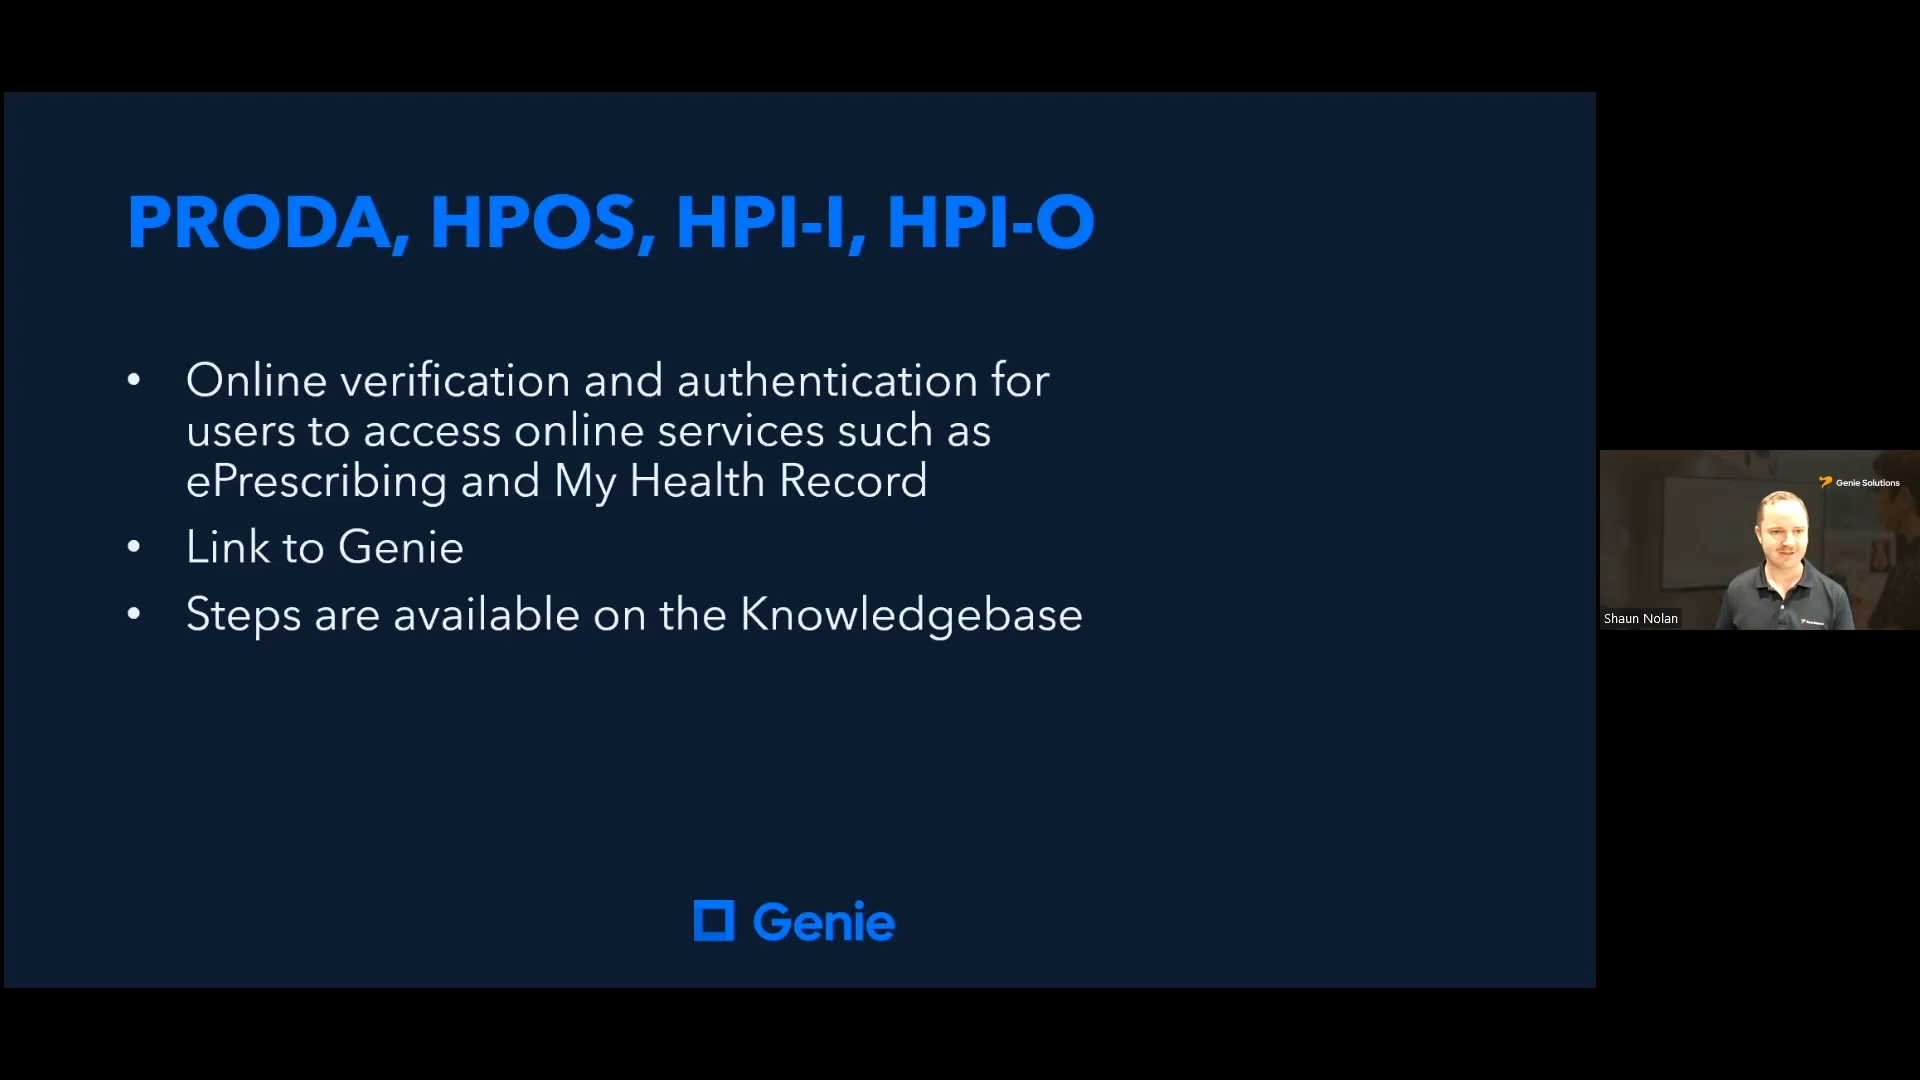 PRODA, HPOS, HPI-I, HPI-O
• Online verification and authentication for
users to access online services such as
ePrescribing and My Health Record
• Link to Genie
• Steps are available on the Knowledgebase
Genie
Genie Solutions
Shaun Nolan